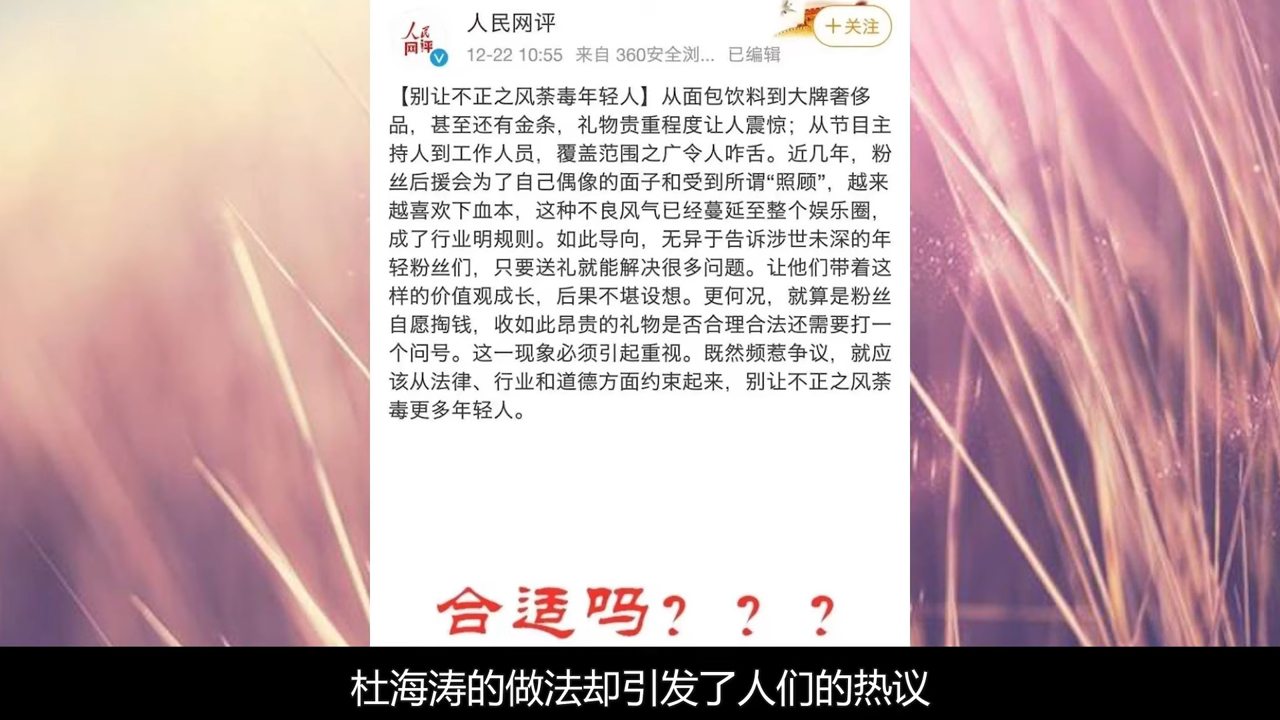 人民网评
人民
网评
+关注
12-22 10:55 来自 360安全浏... 已编辑
【别让不正之风荼毒年轻人】从面包饮料到大牌奢侈
品，甚至还有金条，礼物贵重程度让人震惊；从节目主
持人到工作人员，覆盖范围之广令人咋舌。近几年，粉
丝后援会为了自己偶像的面子和受到所谓“照顾”，越来
越喜欢下血本，这种不良风气已经蔓延至整个娱乐圈，
成了行业明规则。如此导向，无异于告诉涉世未深的年
轻粉丝们，只要送礼就能解决很多问题。让他们带着这
样的价值观成长，后果不堪设想。更何况，就算是粉丝
自愿掏钱，收如此昂贵的礼物是否合理合法还需要打一
个问号。这一现象必须引起重视。既然频惹争议，就应
该从法律、行业和道德方面约束起来，别让不正之风荼
毒更多年轻人。
合适吗？？？
杜海涛的做法却引发了人们的热议